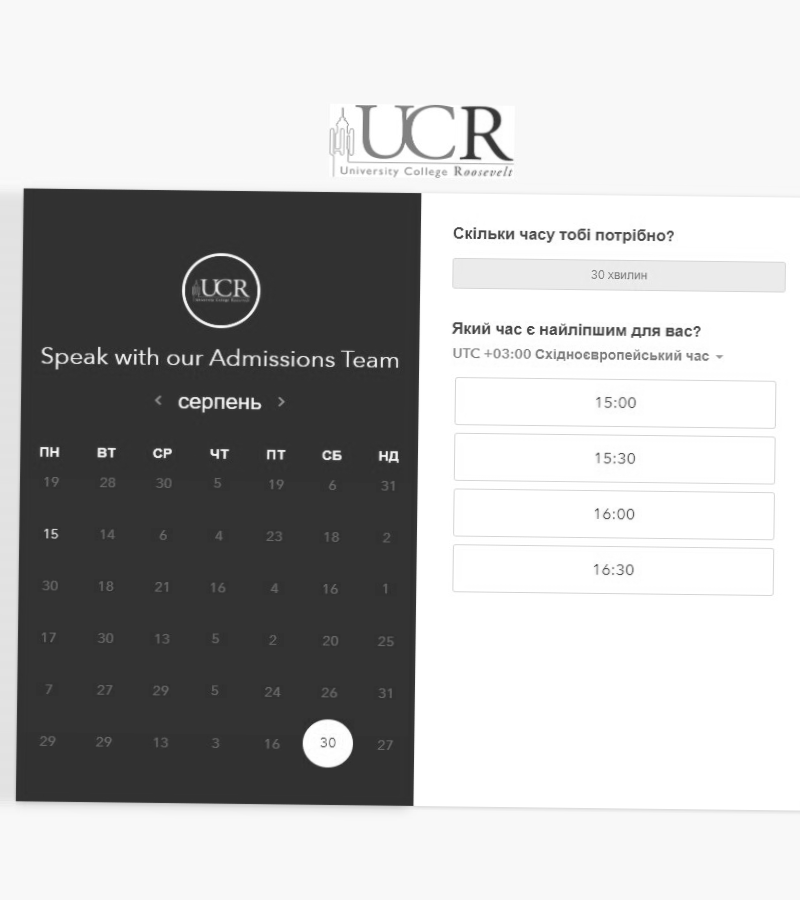 UCR
University College Roosevelt
UCR
University College Roosevelt
Speak with our Admissions Team
серпень
ПН ВТ СР ЧТ ПТ СБ НД
19 28 30 5 19 6 31
15 14 6 4 23 18 2
30 18 21 16 4 16 1
17 30 13 5 2 20 25
7 27 29 5 24 26 31
29 29 13 3 16 30 27
Скільки часу тобі потрібно?
30 хвилин
Який час є найліпшим для вас?
UTC +03:00 Східноєвропейський час
15:00
15:30
16:00
16:30